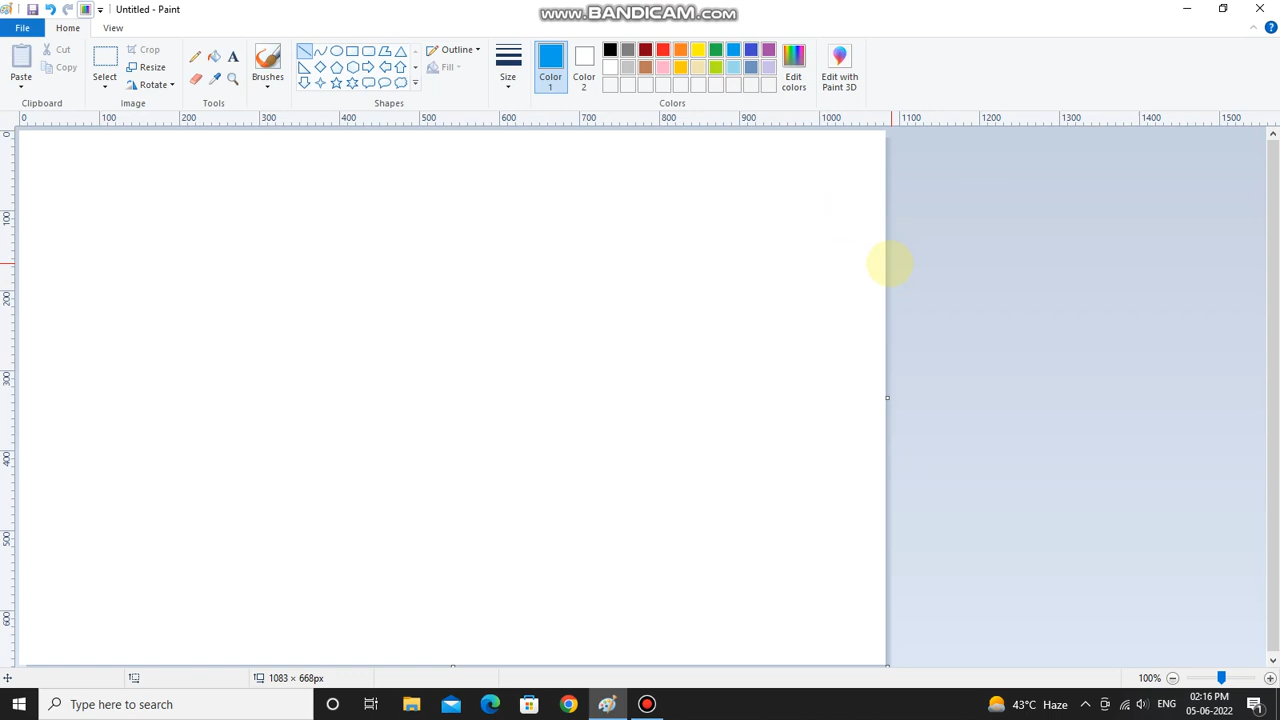 Untitled - Paint
www.BANDICAM.com
File
Home
View
Paste
Cut
Copy
Clipboard
Select
Crop
Resize
Rotate
Image
Tools
Brushes
Outline
Fill
Shapes
Size
Color
1
Color
2
Edit
colors
Colors
Edit with
Paint 3D
0
100
200
300
400
500
600
700
800
900
1000
1100
1200
1300
1400
1500
0
100
200
300
400
500
600
1083 × 668px
100%
Type here to search
43°C Haze
ENG
02:16 PM
05-06-2022
1